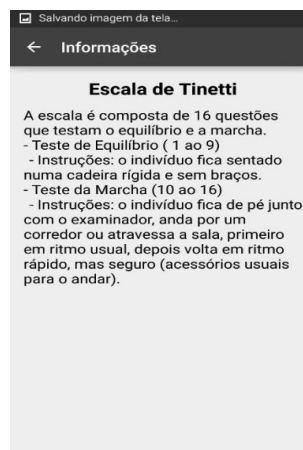 Salvando imagem da tela...
← Informações
Escala de Tinetti
A escala é composta de 16 questões
que testam o equilíbrio e a marcha.
- Teste de Equilíbrio ( 1 ao 9)
- Instruções: o indivíduo fica sentado
numa cadeira rígida e sem braços.
- Teste da Marcha (10 ao 16)
- Instruções: o indivíduo fica de pé junto
com o examinador, anda por um
corredor ou atravessa a sala, primeiro
em ritmo usual, depois volta em ritmo
rápido, mas seguro (acessórios usuais
para o andar).